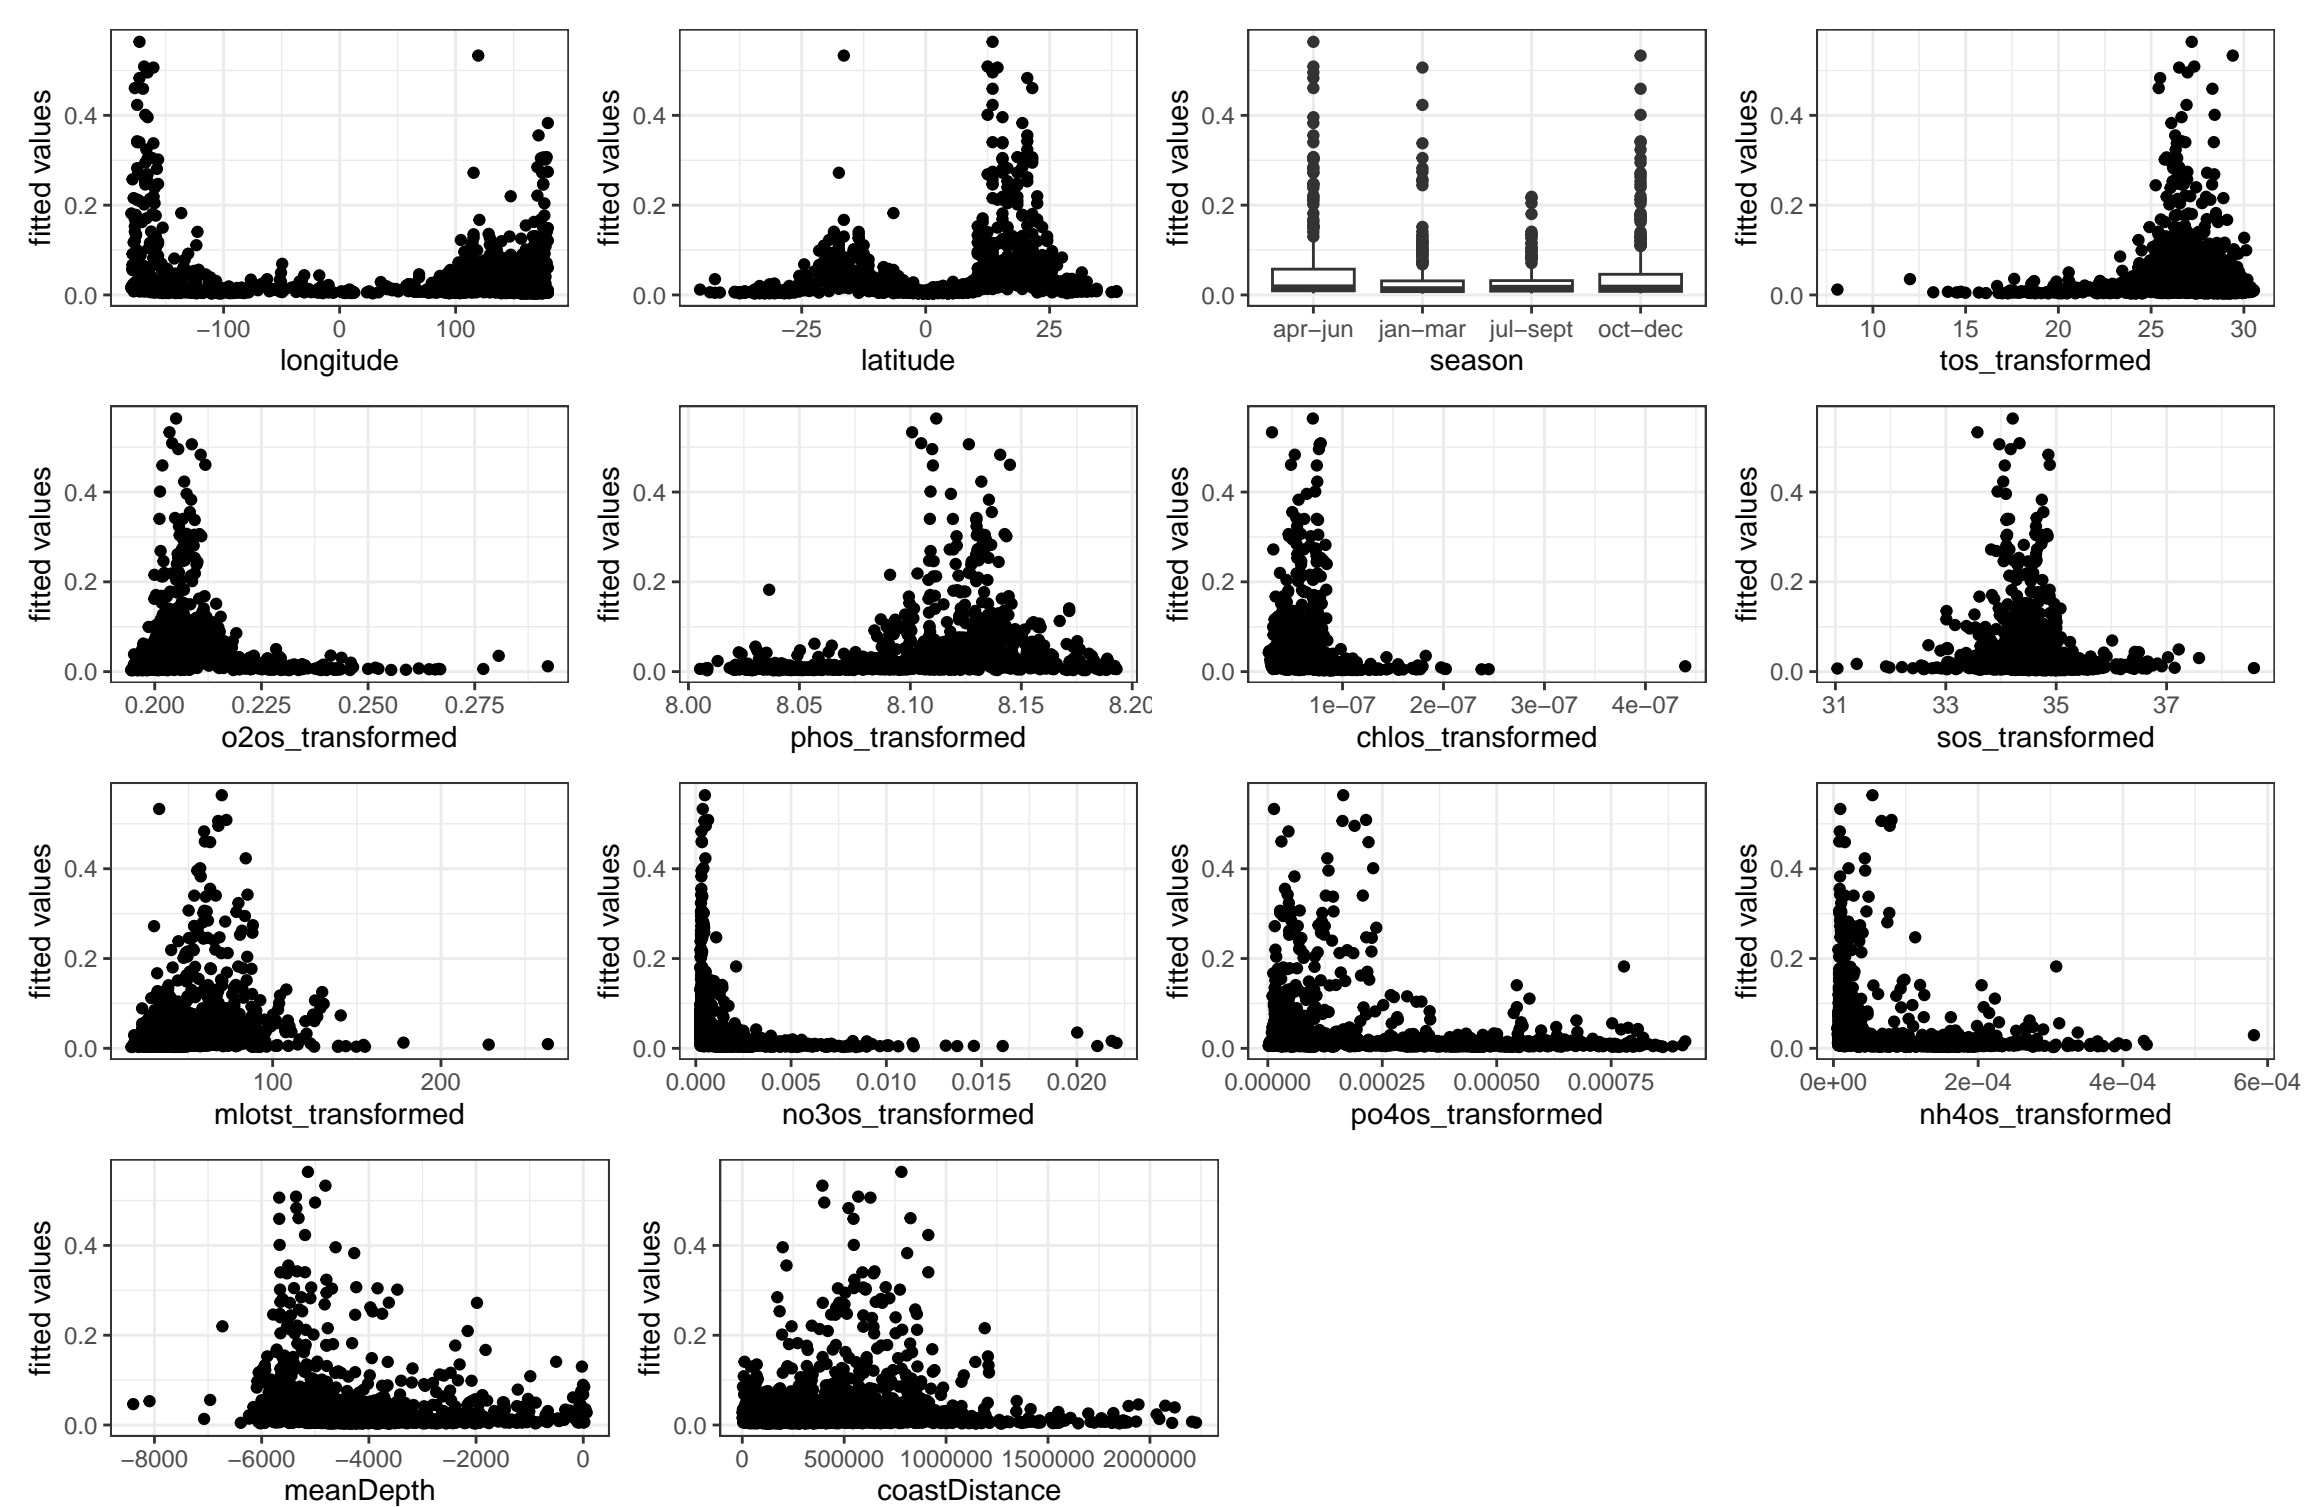 fitted values
0.4
0.2
0.0
−100 0 100
longitude
fitted values
0.4
0.2
0.0
−25 0 25
latitude
fitted values
0.4
0.2
0.0
apr−jun jan−mar jul−sept oct−dec
season
fitted values
0.4
0.2
0.0
10 15 20 25 30
tos_transformed
fitted values
0.4
0.2
0.0
0.200 0.225 0.250 0.275
o2os_transformed
fitted values
0.4
0.2
0.0
8.00 8.05 8.10 8.15 8.20
phos_transformed
fitted values
0.4
0.2
0.0
1e−07 2e−07 3e−07 4e−07
chlos_transformed
fitted values
0.4
0.2
0.0
31 33 35 37
sos_transformed
fitted values
0.4
0.2
0.0
100 200
mlotst_transformed
fitted values
0.4
0.2
0.0
0.000 0.005 0.010 0.015 0.020
no3os_transformed
fitted values
0.4
0.2
0.0
0.00000 0.00025 0.00050 0.00075
po4os_transformed
fitted values
0.4
0.2
0.0
0e+00 2e−04 4e−04 6e−04
nh4os_transformed
fitted values
0.4
0.2
0.0
−8000 −6000 −4000 −2000 0
meanDepth
fitted values
0.4
0.2
0.0
0 500000 1000000 1500000 2000000
coastDistance